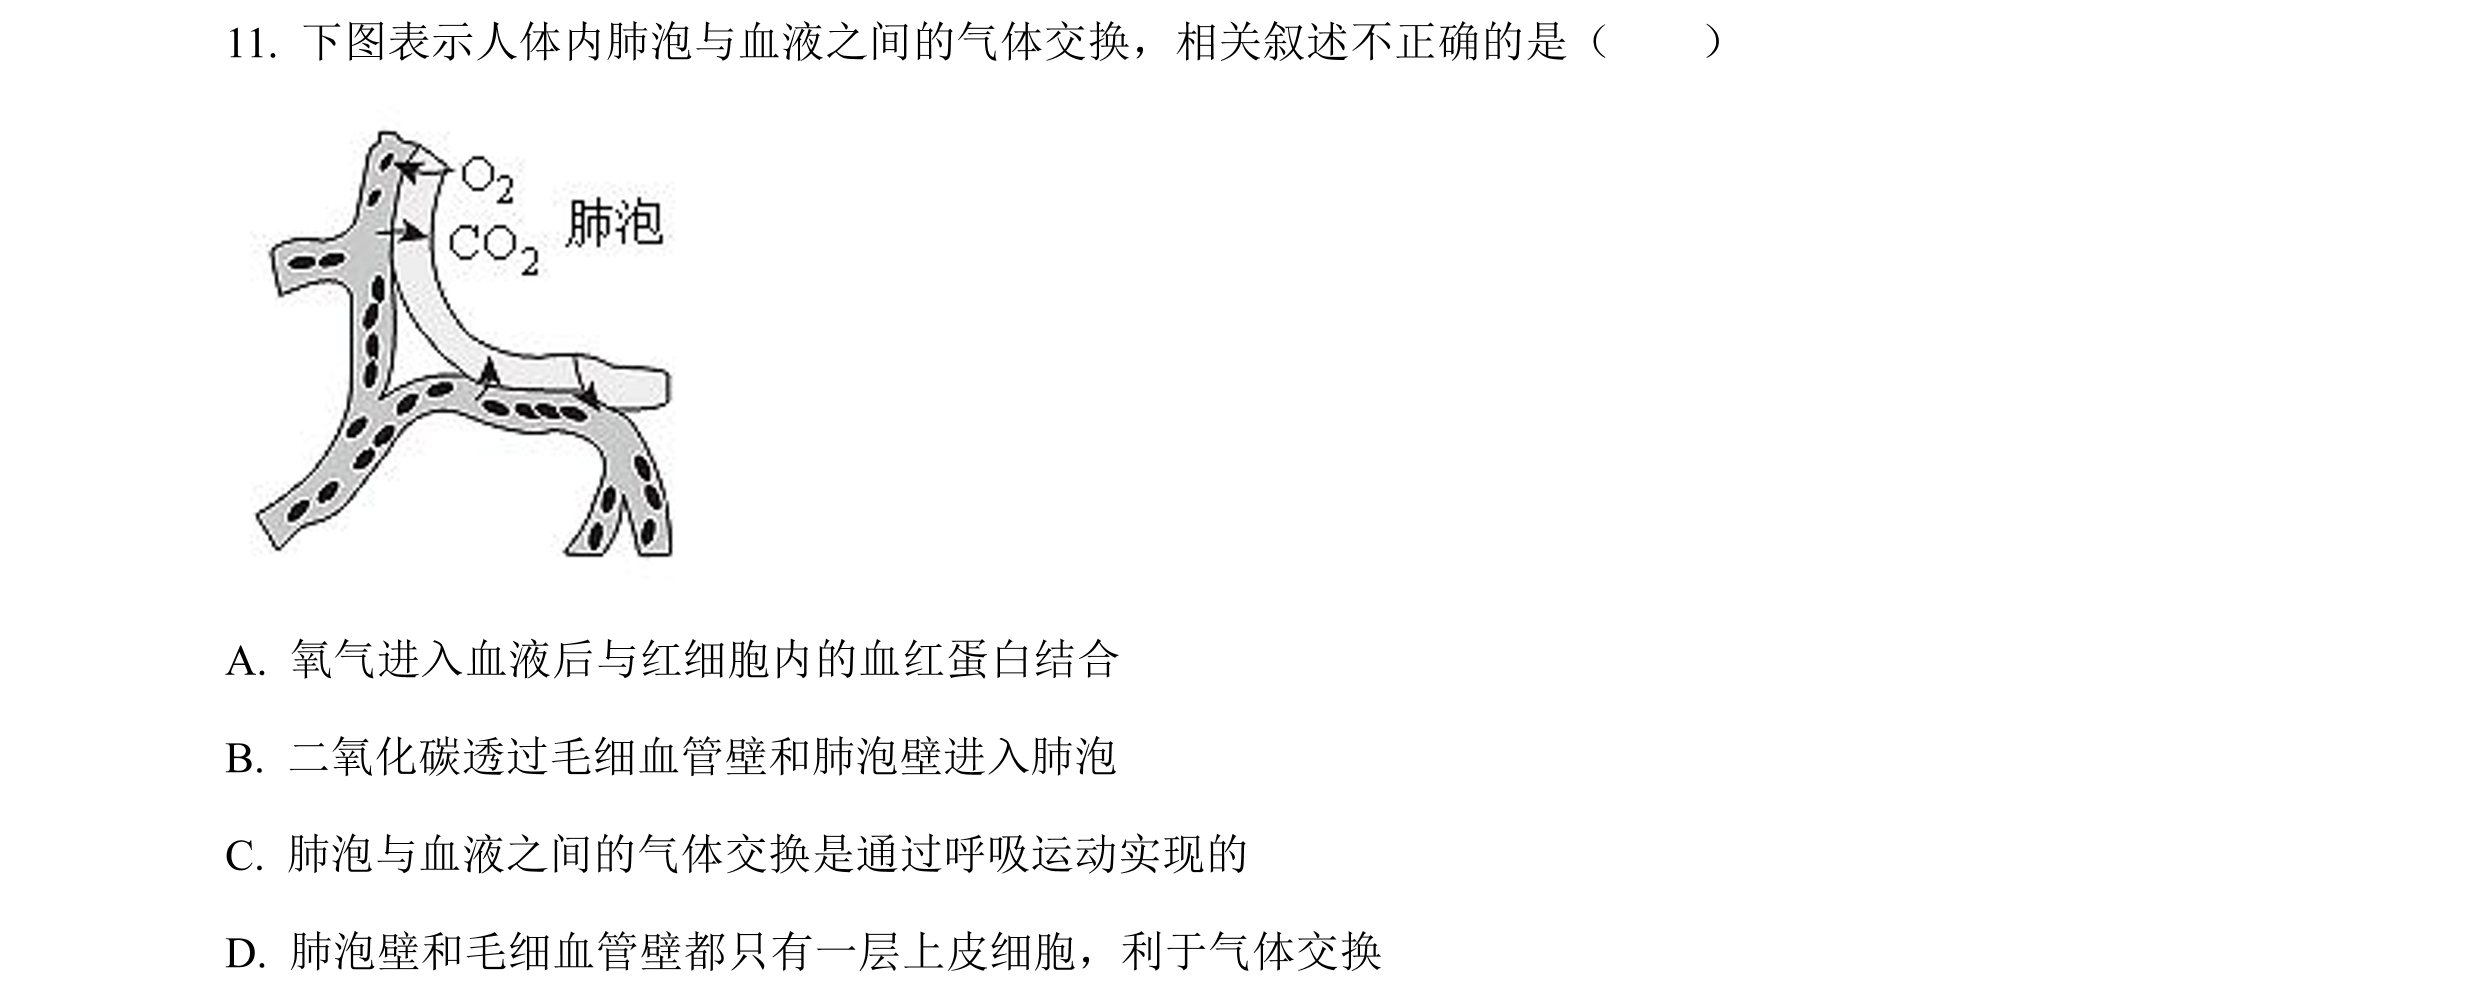 11. 下图表示人体内肺泡与血液之间的气体交换，相关叙述不正确的是（　　）
O2
CO2
肺泡
A. 氧气进入血液后与红细胞内的血红蛋白结合
B. 二氧化碳透过毛细血管壁和肺泡壁进入肺泡
C. 肺泡与血液之间的气体交换是通过呼吸运动实现的
D. 肺泡壁和毛细血管壁都只有一层上皮细胞，利于气体交换